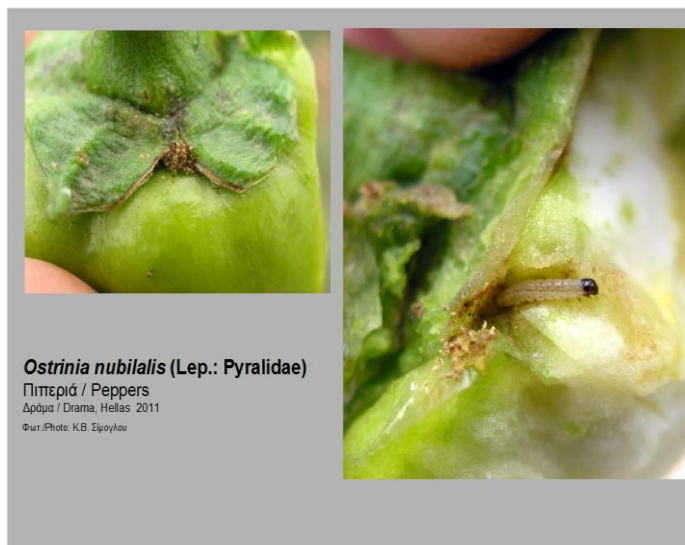 Ostrinia nubilalis (Lep.: Pyralidae)
Πιπεριά / Peppers
Δράμα / Drama, Hellas 2011
Φωτ./Photo: Κ.Β. Σίμογλου